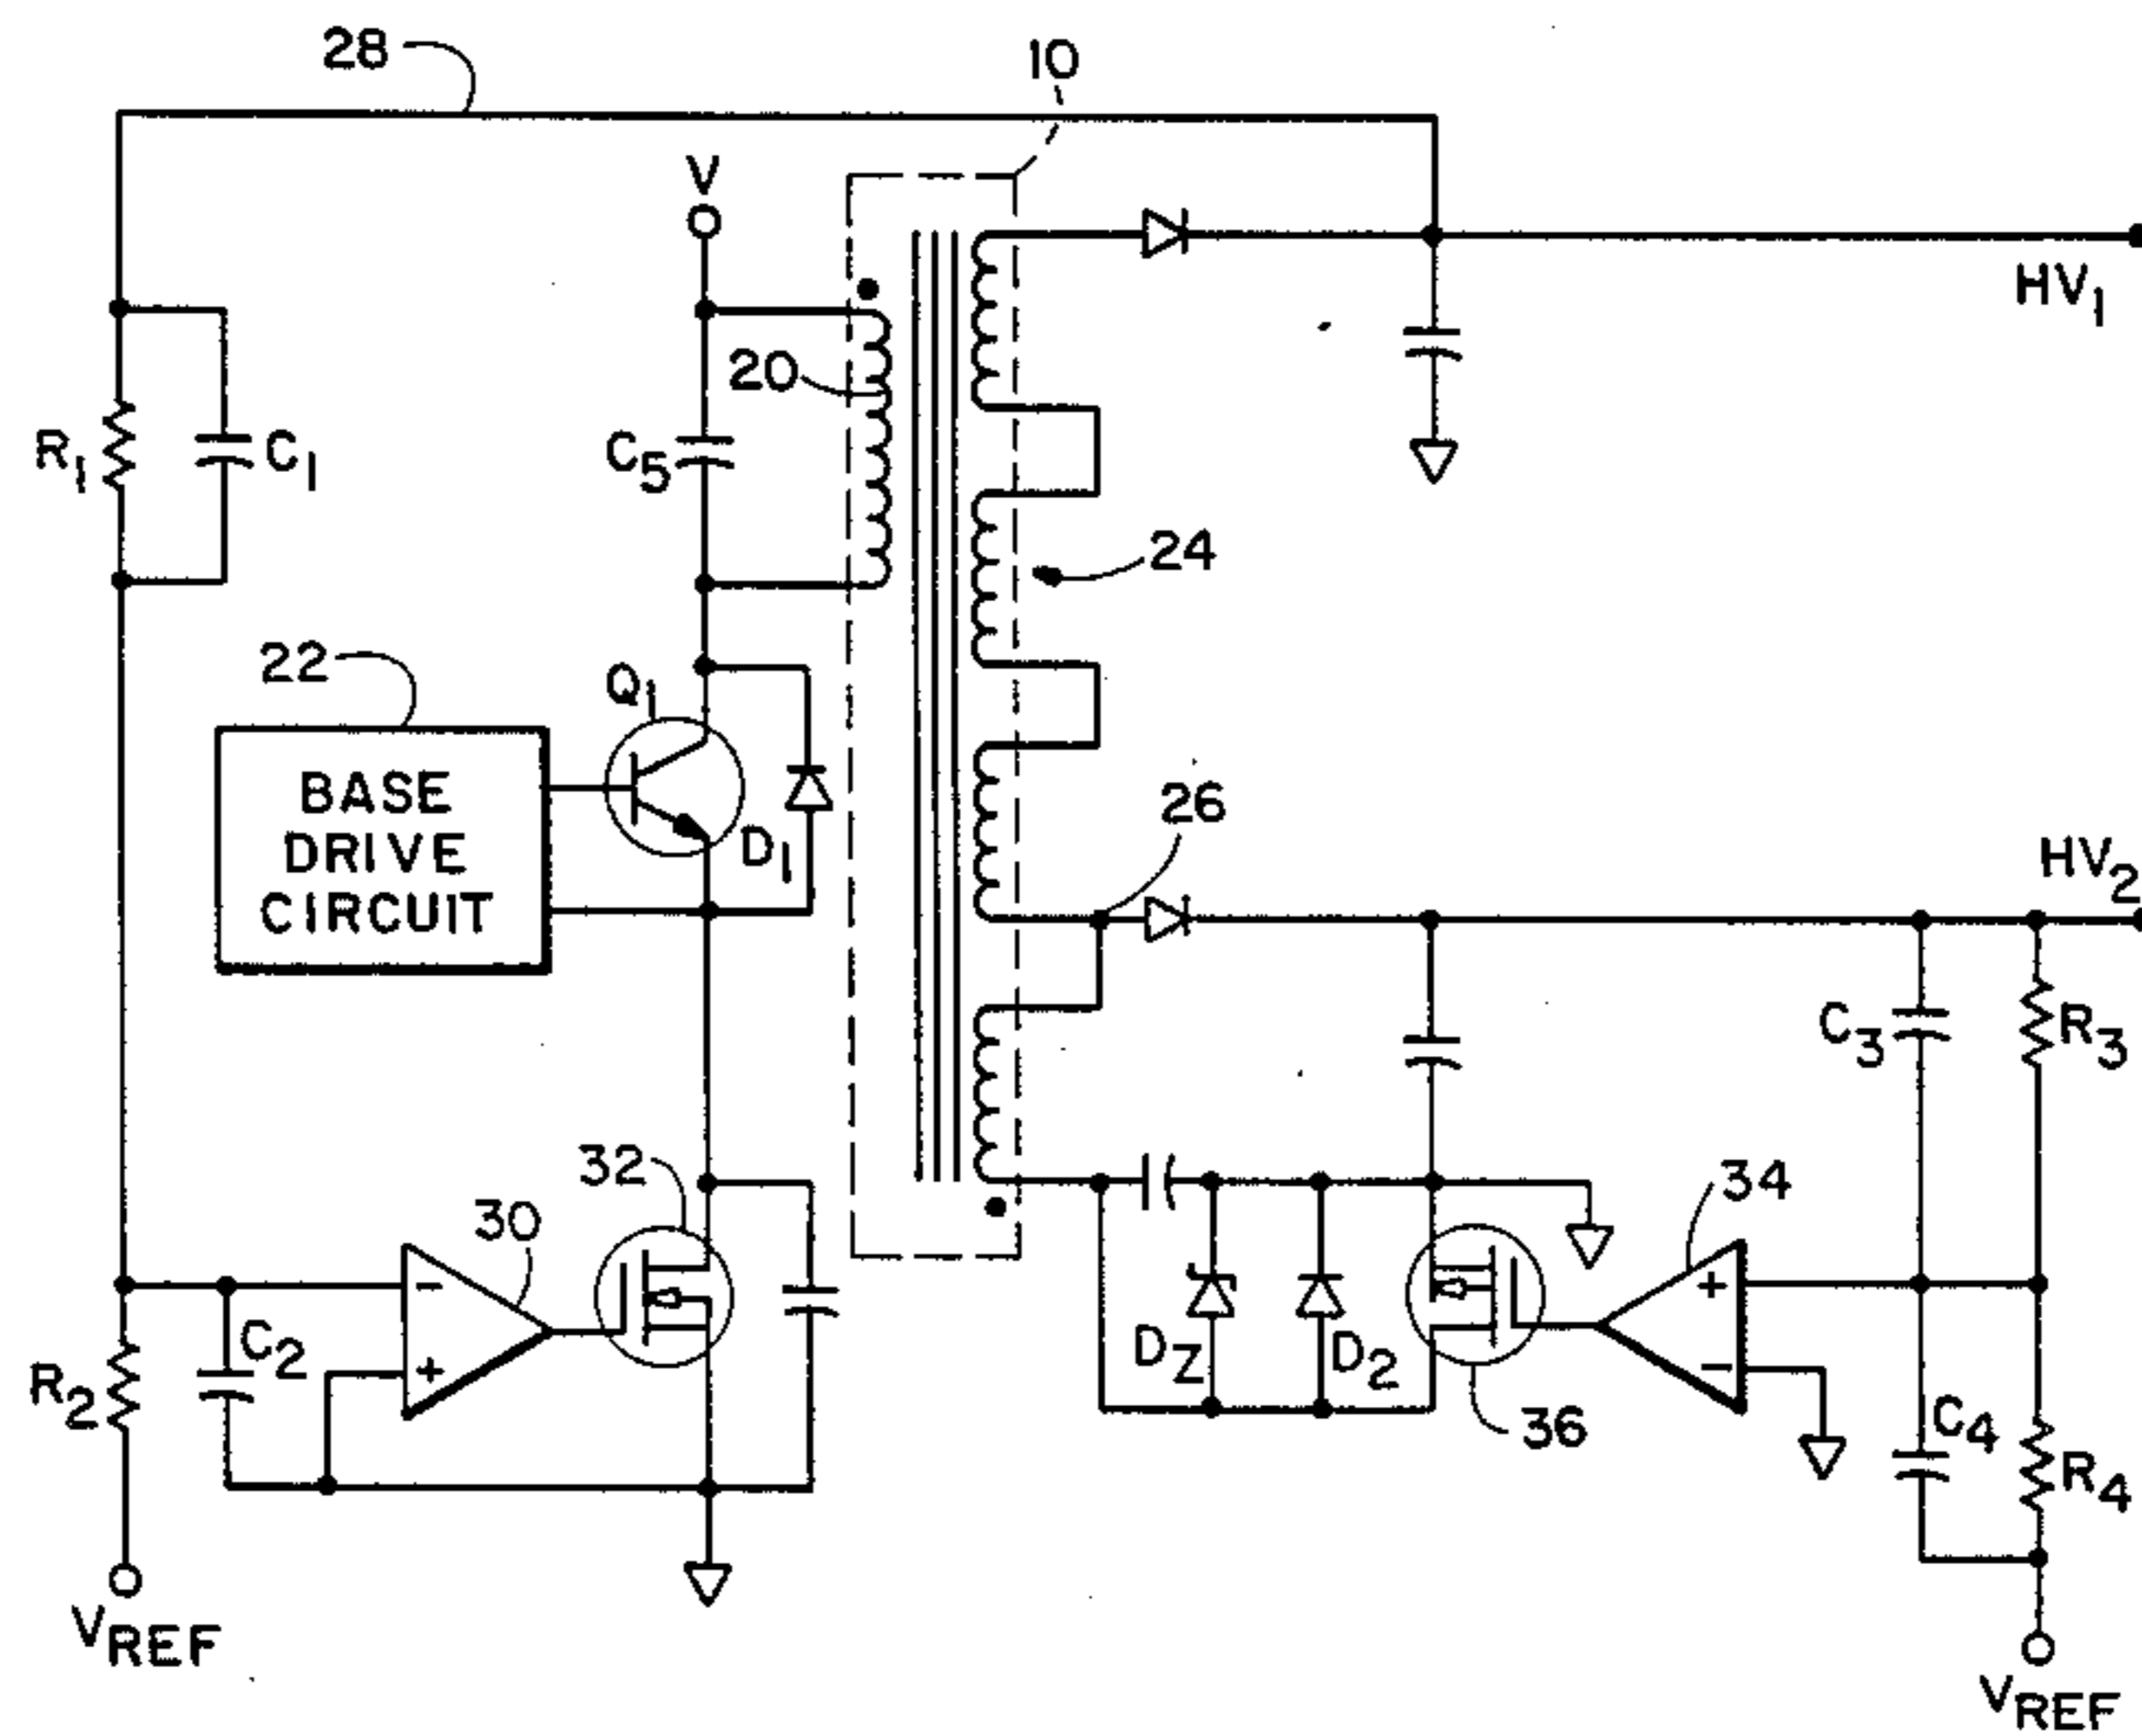 28
10
V
HV1
20
R1
C1
C5
24
22
Q1
BASE
DRIVE
CIRCUIT
D1
26
HV2
C3
R3
32
30
34
-
+
+
-
C2
R2
DZ
D2
36
C4
R4
VREF
VREF